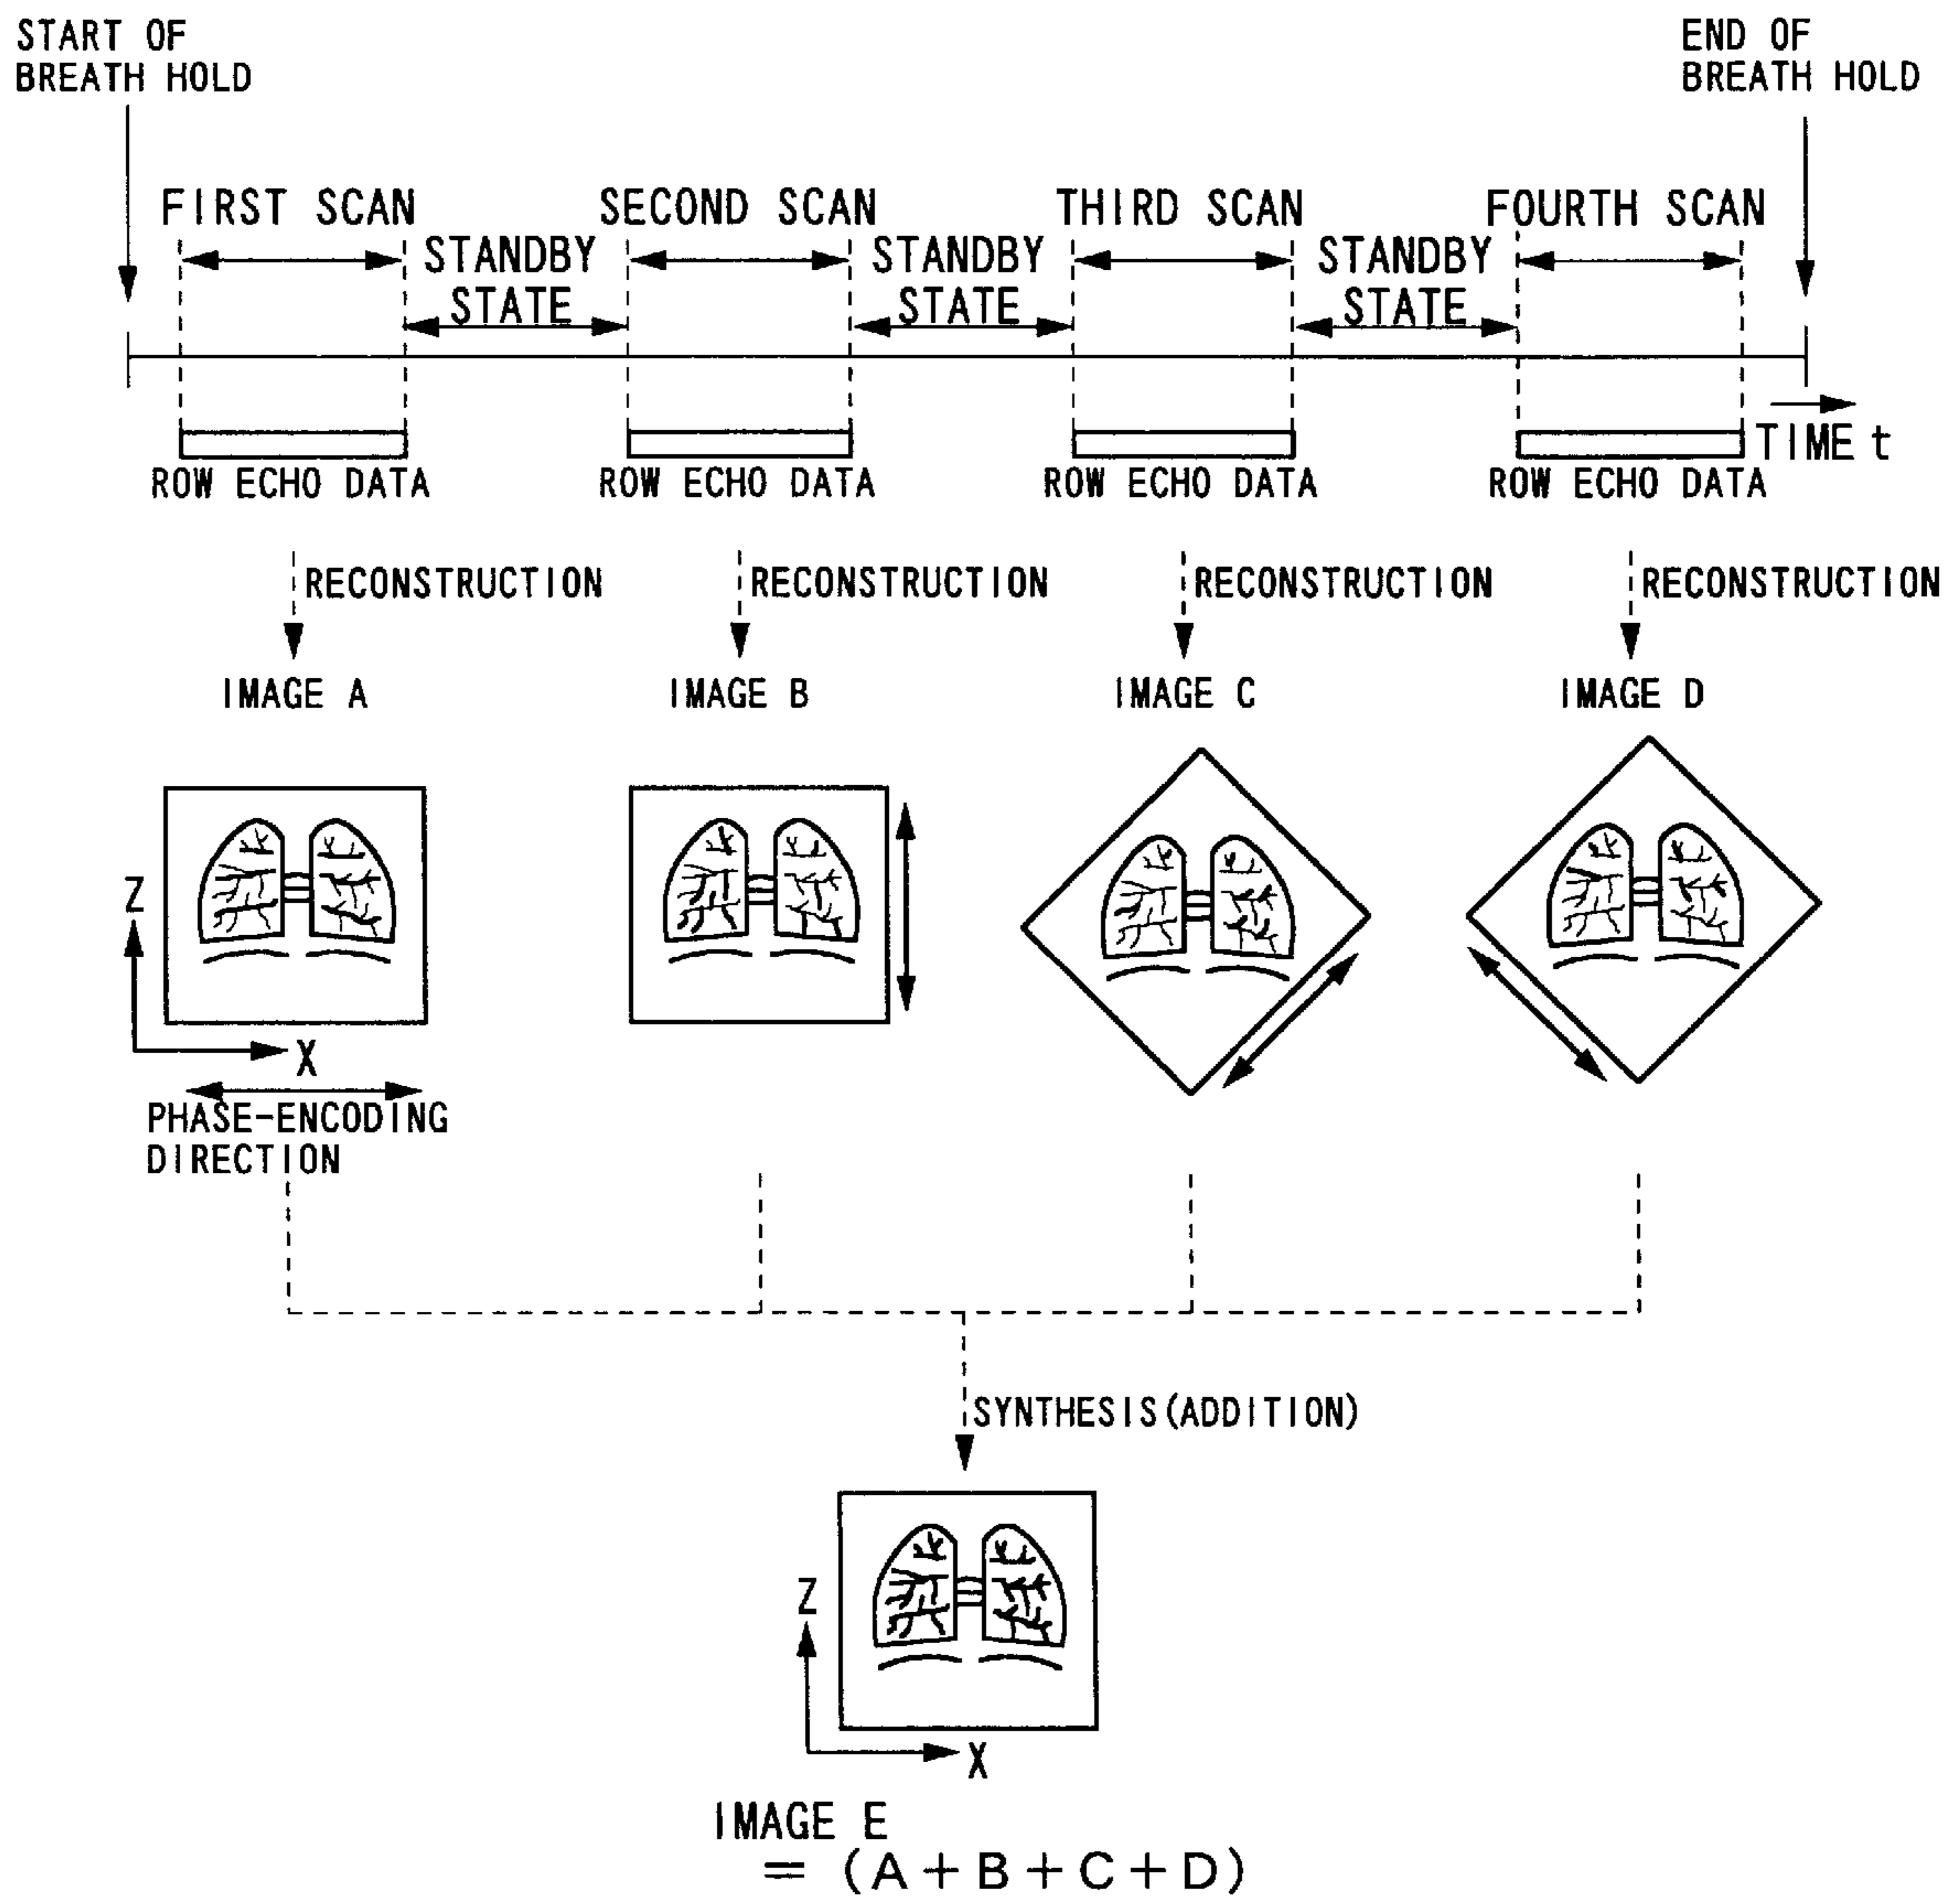 START OF
BREATH HOLD
END OF
BREATH HOLD
FIRST SCAN
SECOND SCAN
THIRD SCAN
FOURTH SCAN
STANDBY
STATE
STANDBY
STATE
STANDBY
STATE
TIME t
ROW ECHO DATA
ROW ECHO DATA
ROW ECHO DATA
ROW ECHO DATA
RECONSTRUCTION
RECONSTRUCTION
RECONSTRUCTION
RECONSTRUCTION
IMAGE A
IMAGE B
IMAGE C
IMAGE D
Z
X
PHASE-ENCODING
DIRECTION
SYNTHESIS(ADDITION)
Z
X
IMAGE E
= (A+B+C+D)